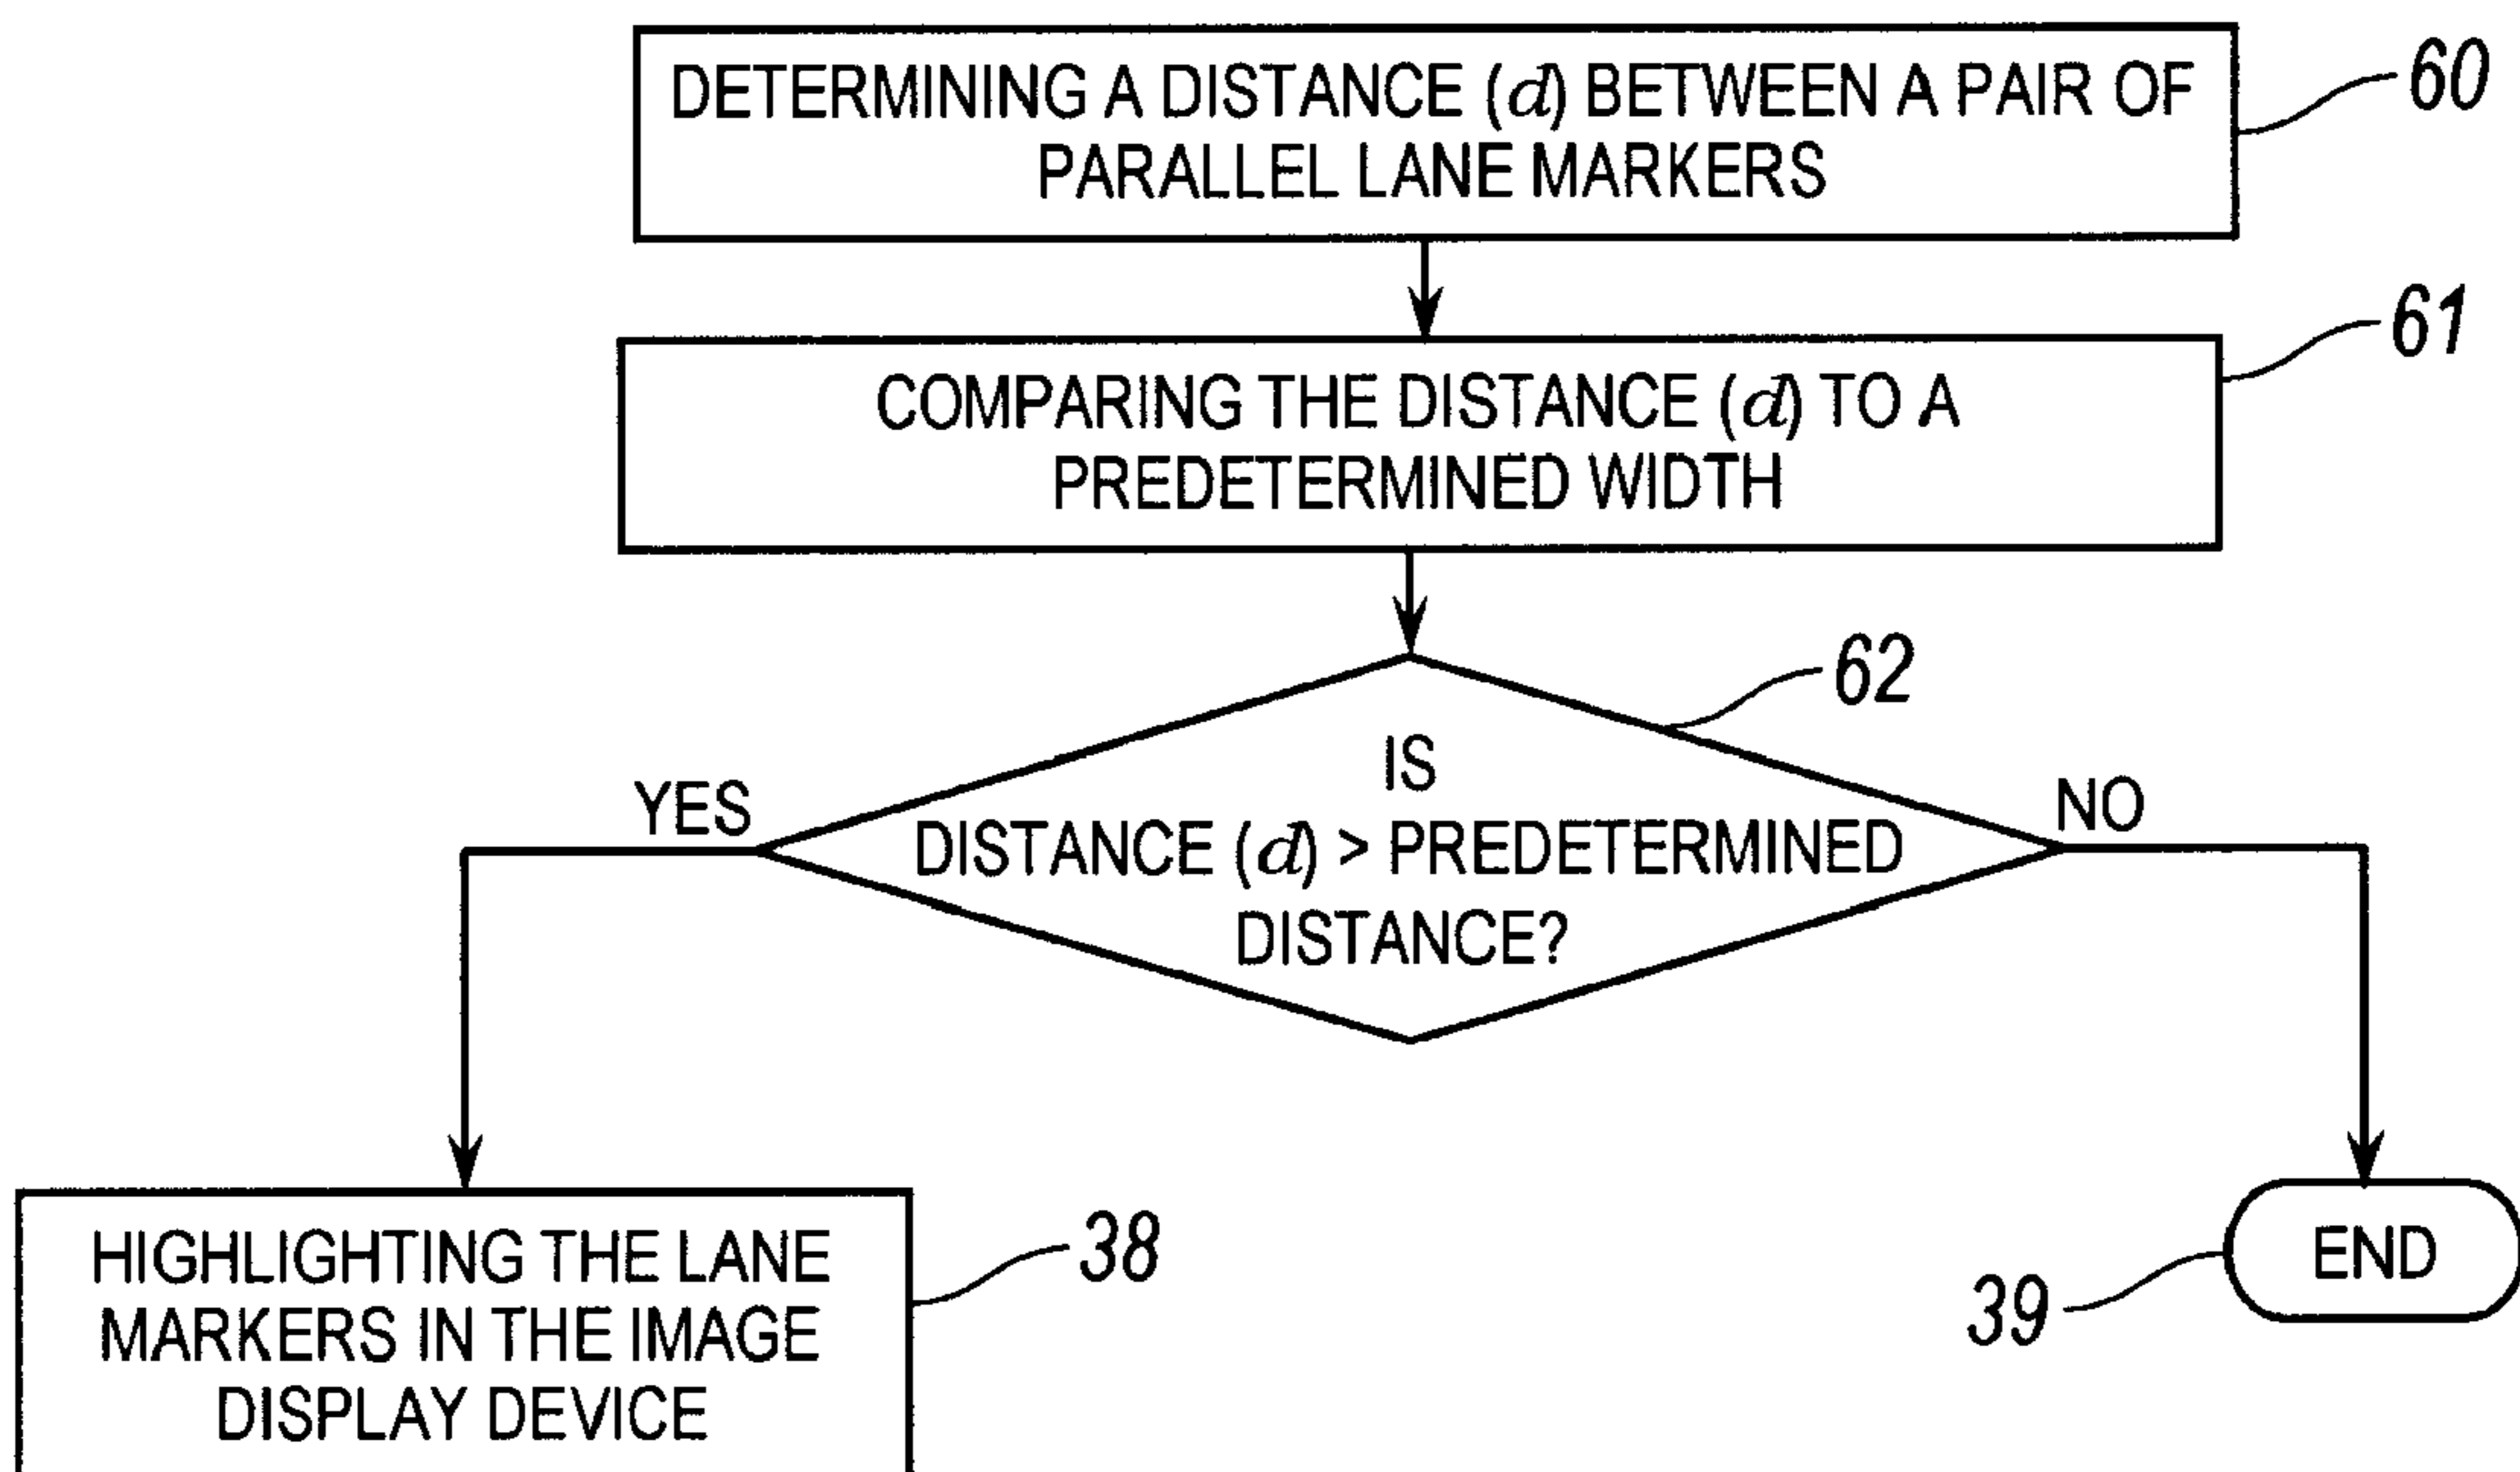 DETERMINING A DISTANCE (d) BETWEEN A PAIR OF
PARALLEL LANE MARKERS
60
COMPARING THE DISTANCE (d) TO A
PREDETERMINED WIDTH
61
62
IS
DISTANCE (d) > PREDETERMINED
DISTANCE?
YES
NO
HIGHLIGHTING THE LANE
MARKERS IN THE IMAGE
DISPLAY DEVICE
38
END
39